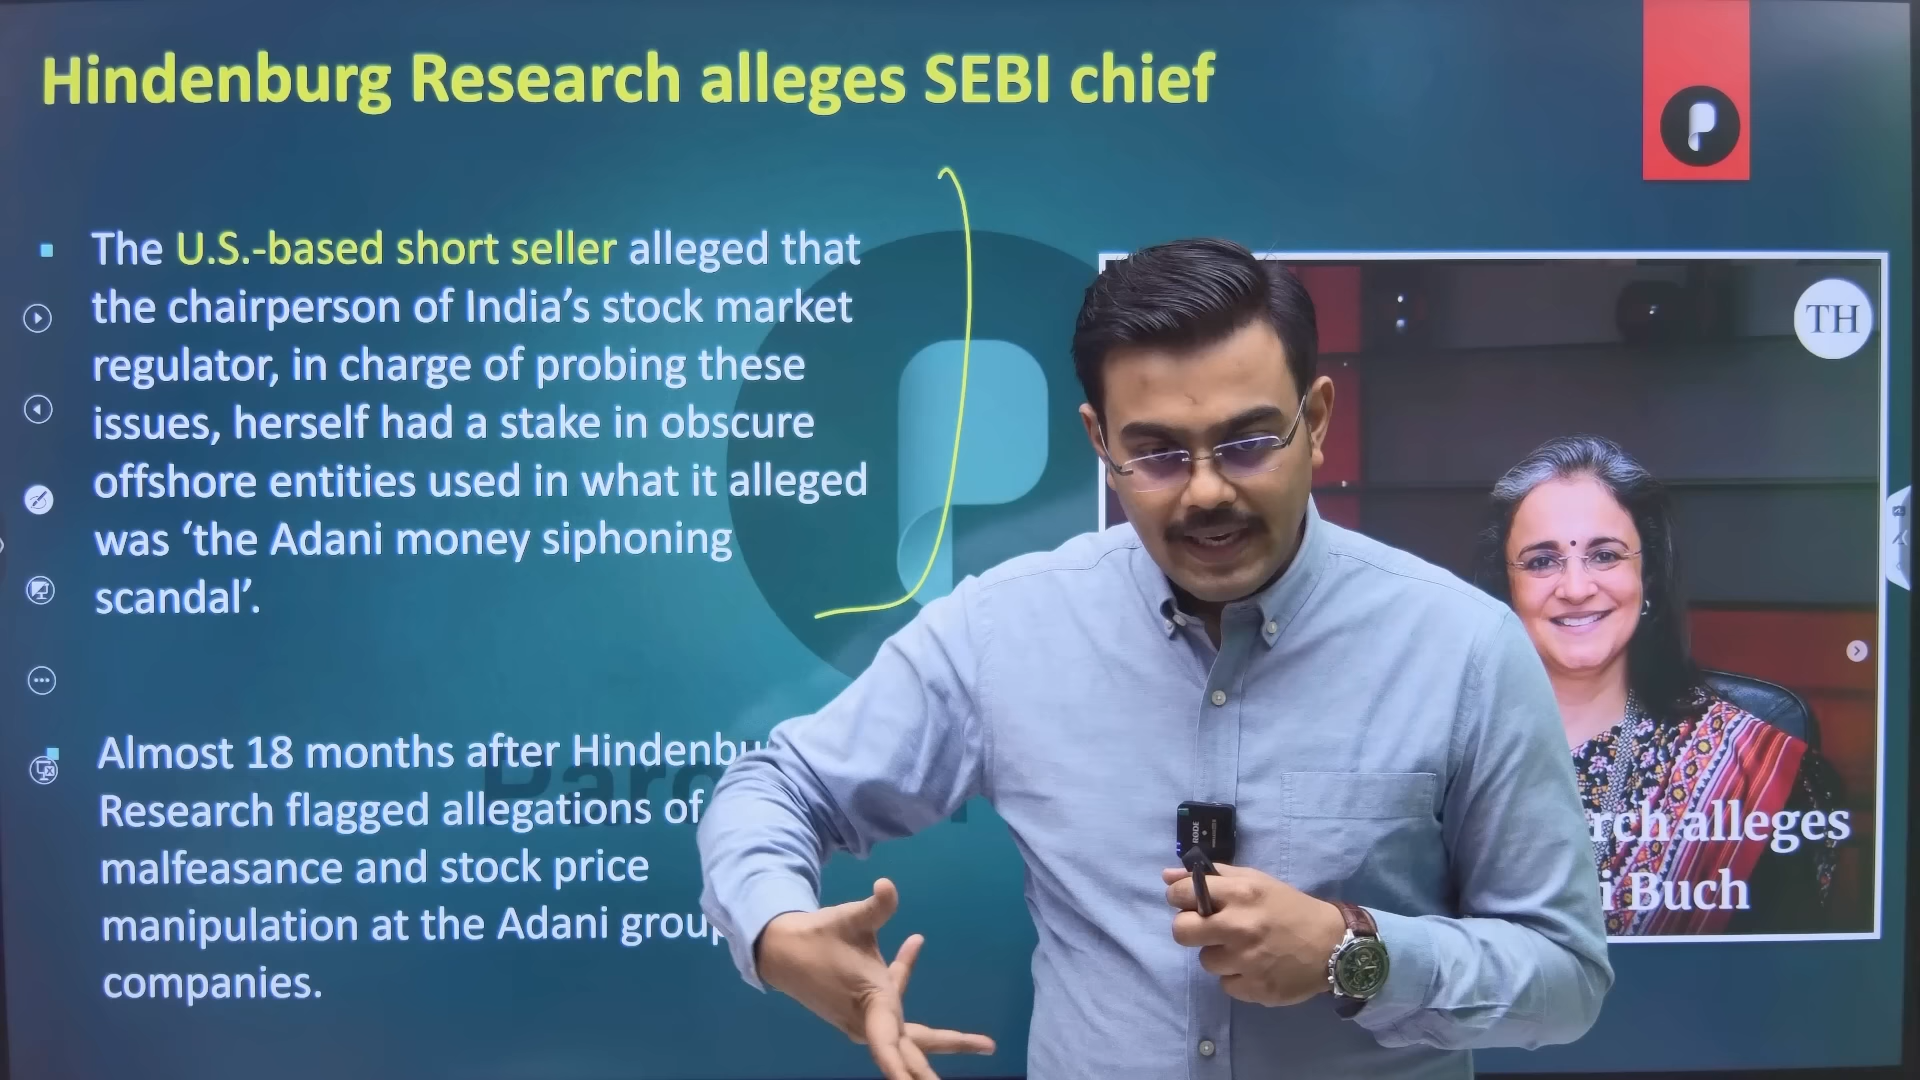 Hindenburg Research alleges SEBI chief
The U.S.-based short seller alleged that
the chairperson of India’s stock market
regulator, in charge of probing these
issues, herself had a stake in obscure
offshore entities used in what it alleged
was ‘the Adani money siphoning
scandal’.
Almost 18 months after
Research flagged allegations of
malfeasance and stock price
manipulation at the Adani
companies.
TH
alleges
Buch
RODE